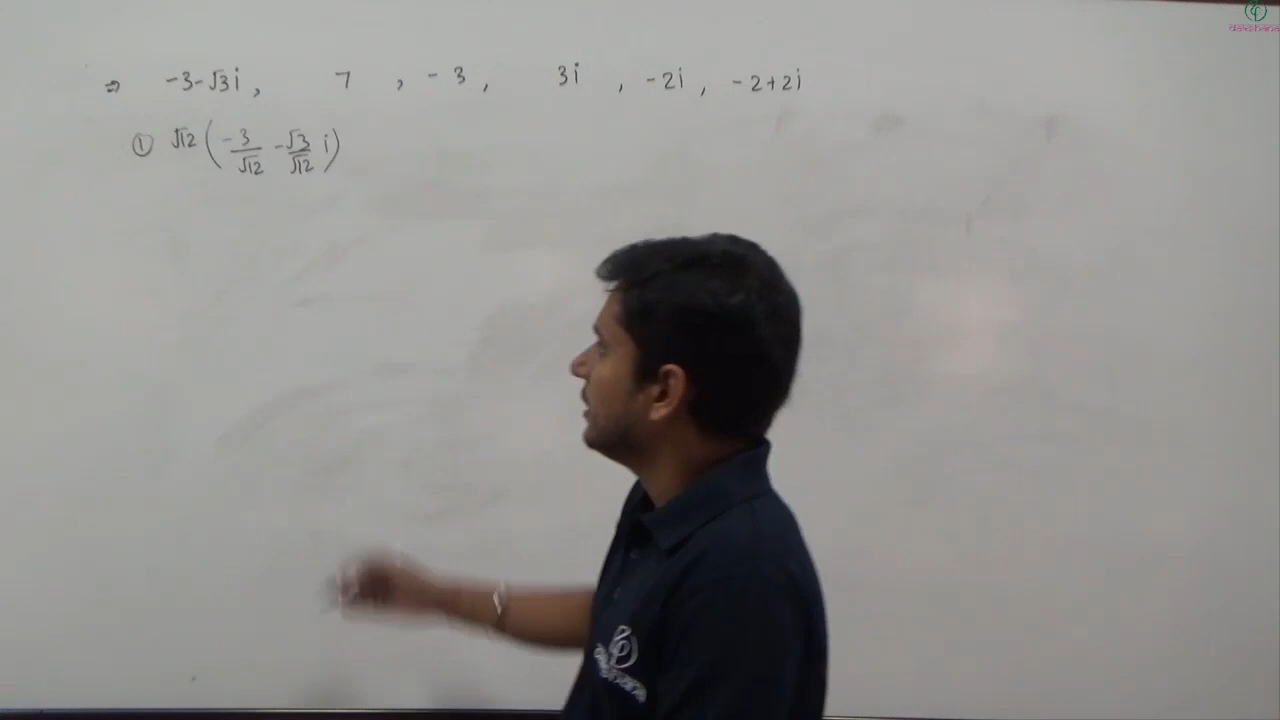 ⇒ -3-√3i, 7, -3, 3i, -2i, -2+2i
① √12 (-3/√12 - √3/√12 i)